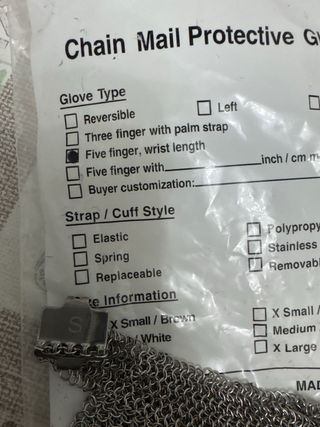 Chain Mail Protective
Glove Type
Reversible
Left
Three finger with palm strap
Five finger, wrist length
Five finger with inch / cm
Buyer customization:
Strap / Cuff Style
Elastic
Polypropy
Spring
Stainless
Replaceable
Removab
Information
X Small / Brown
X Small /
/ White
Medium
X Large
S